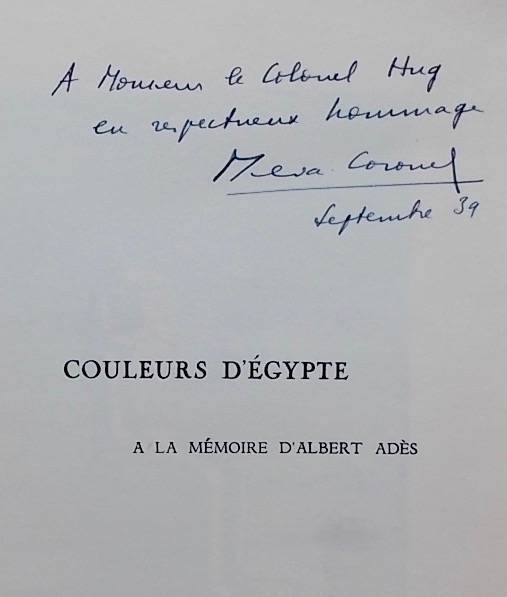 A Monsieur le Colonel Hug
en respectueux hommage
Coronel
Septembre 39
COULEURS D'ÉGYPTE
A LA MÉMOIRE D'ALBERT ADÈS